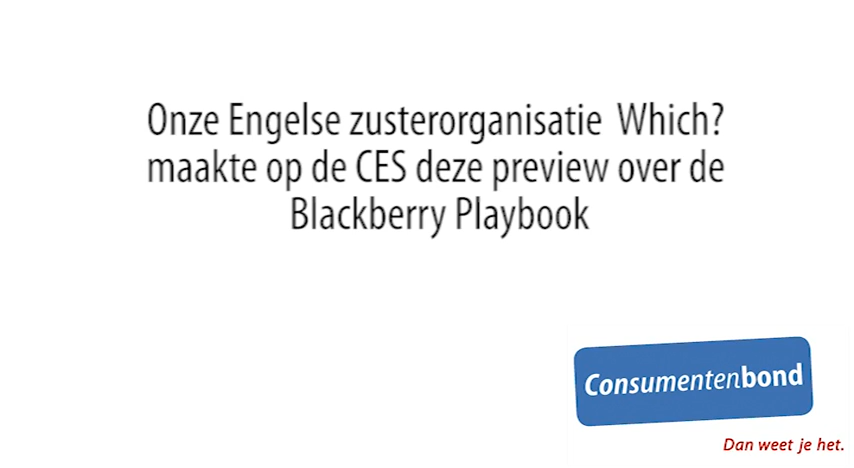 Onze Engelse zusterorganisatie Which?
maakte op de CES deze preview over de
Blackberry Playbook
Consumentenbond
Dan weet je het.